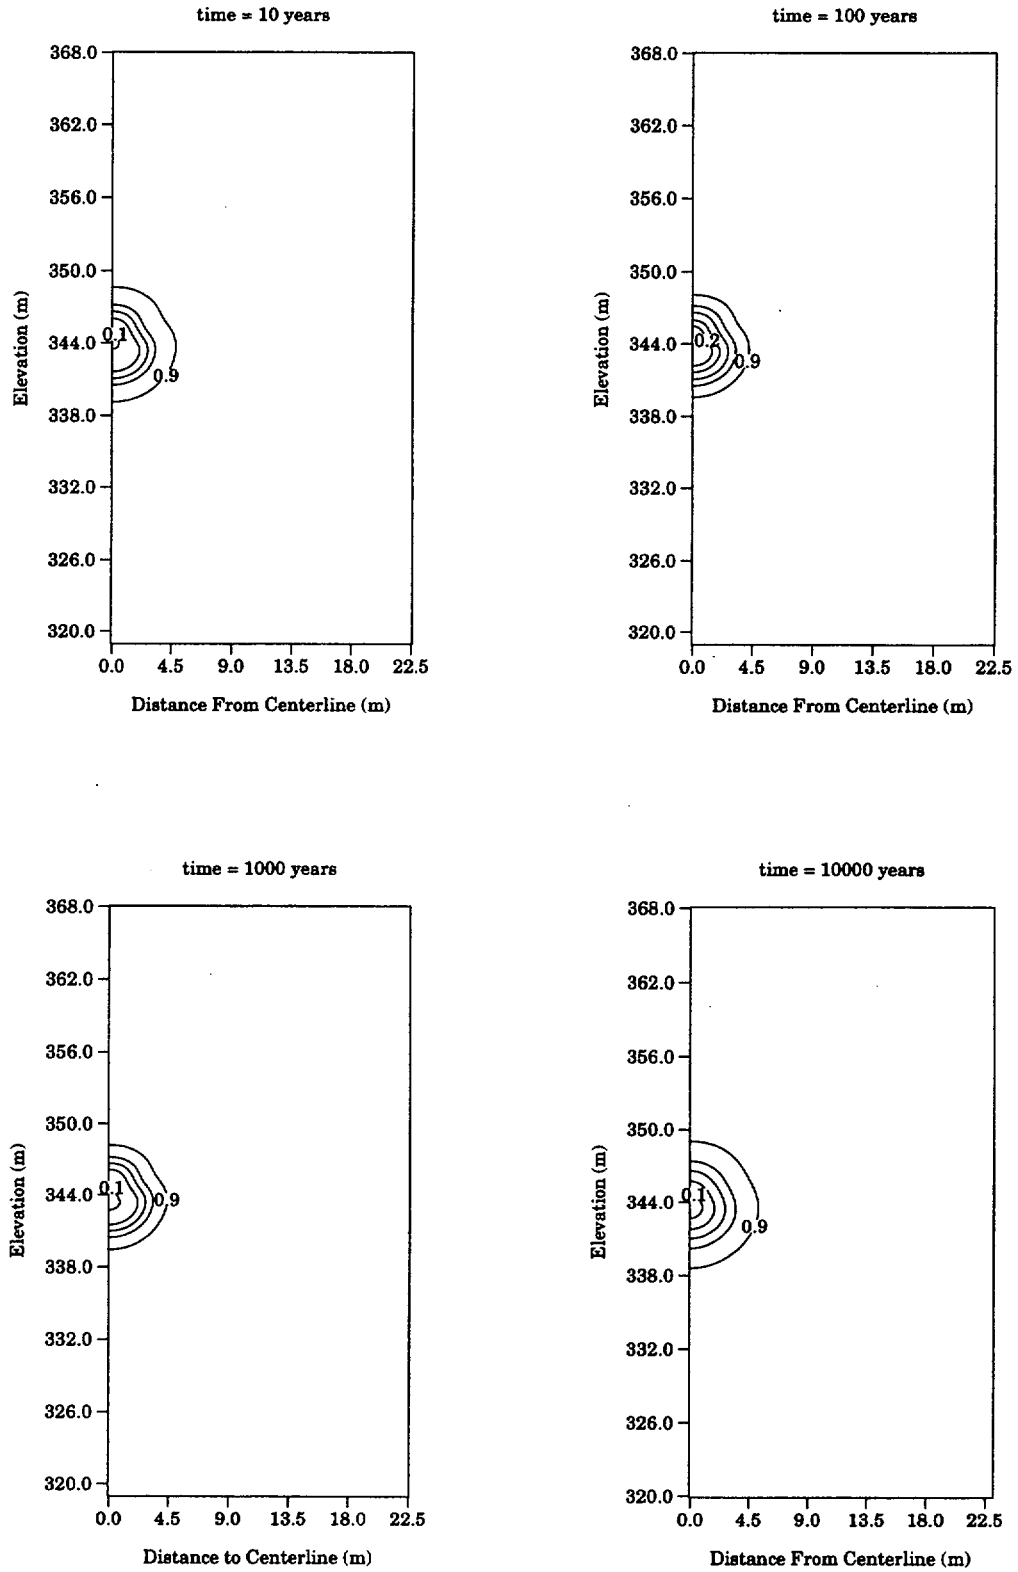 time = 10 years
368.0
362.0
356.0
350.0
344.0
338.0
332.0
326.0
320.0
Elevation (m)
0.1
0.9
0.0 4.5 9.0 13.5 18.0 22.5
Distance From Centerline (m)
time = 100 years
368.0
362.0
356.0
350.0
344.0
338.0
332.0
326.0
320.0
Elevation (m)
0.2
0.9
0.0 4.5 9.0 13.5 18.0 22.5
Distance From Centerline (m)
time = 1000 years
368.0
362.0
356.0
350.0
344.0
338.0
332.0
326.0
320.0
Elevation (m)
0.1
0.9
0.0 4.5 9.0 13.5 18.0 22.5
Distance to Centerline (m)
time = 10000 years
368.0
362.0
356.0
350.0
344.0
338.0
332.0
326.0
320.0
Elevation (m)
0.1
0.9
0.0 4.5 9.0 13.5 18.0 22.5
Distance From Centerline (m)